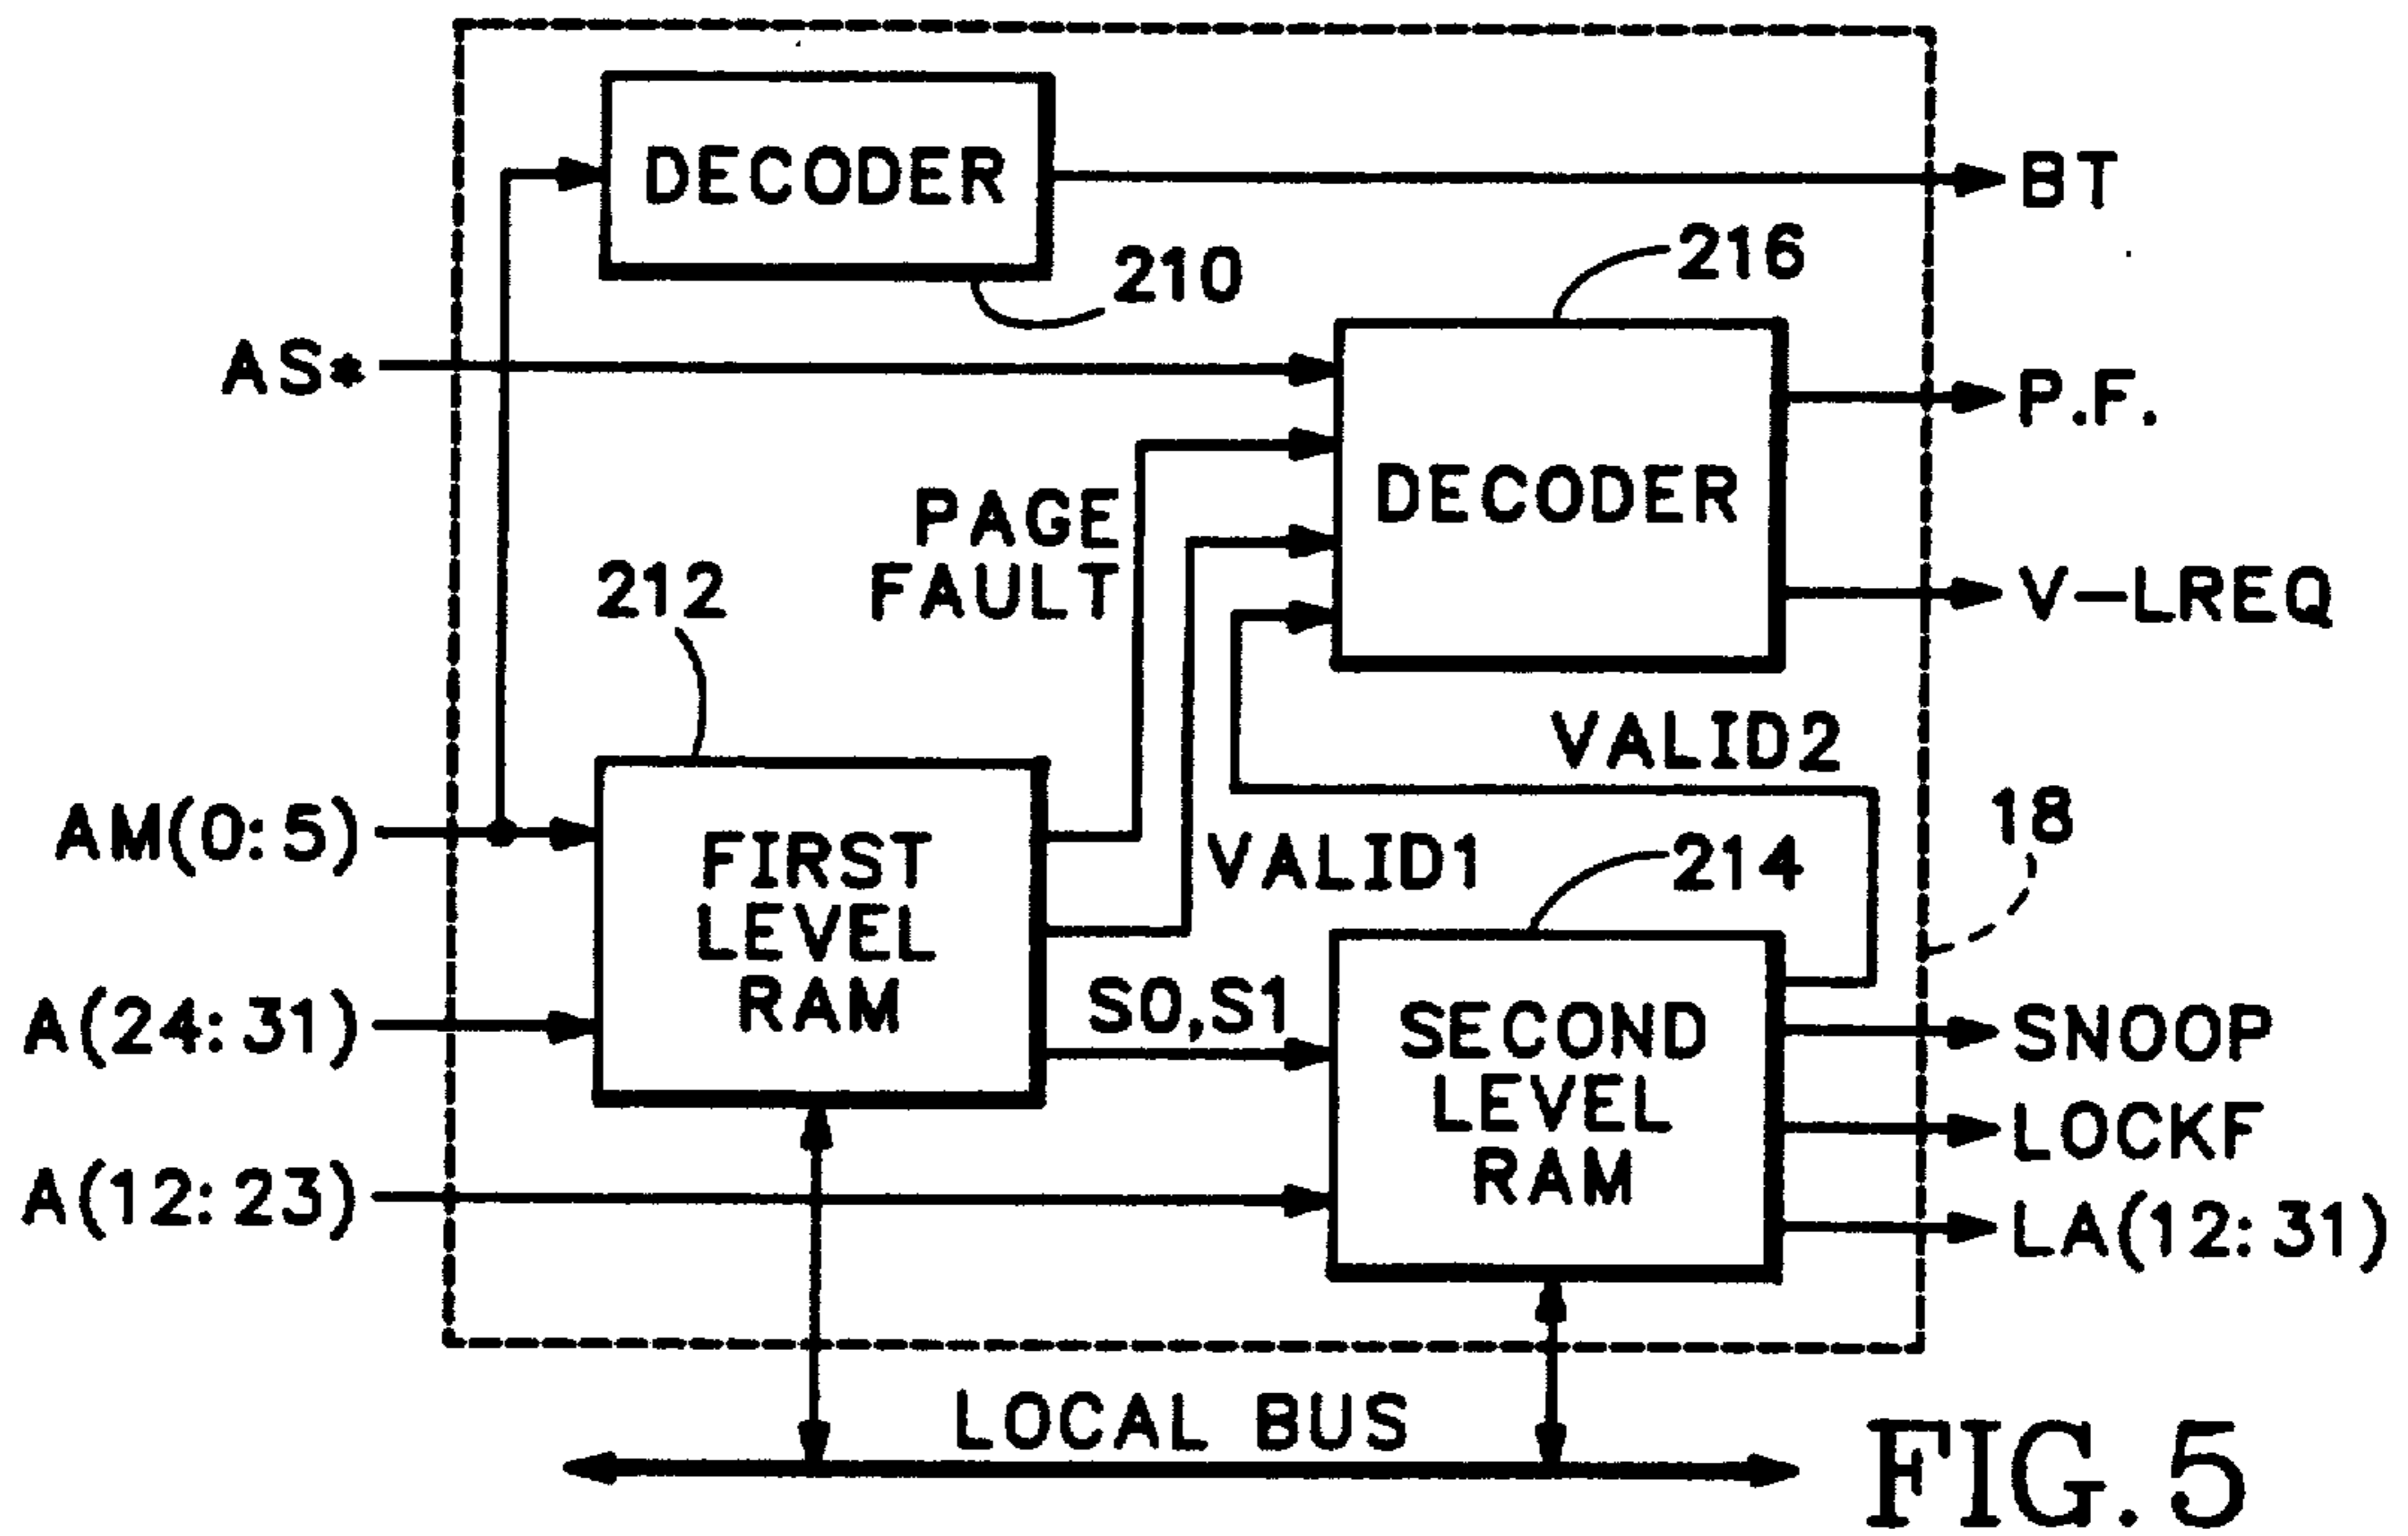 DECODER
BT
210
216
AS*
P.F.
DECODER
PAGE
FAULT
212
V-LREQ
VALID2
AM(0:5)
FIRST
LEVEL
RAM
VALID1
214
18
A(24:31)
S0,S1
SECOND
LEVEL
RAM
SNOOP
LOCKF
A(12:23)
LA(12:31)
LOCAL BUS
FIG. 5